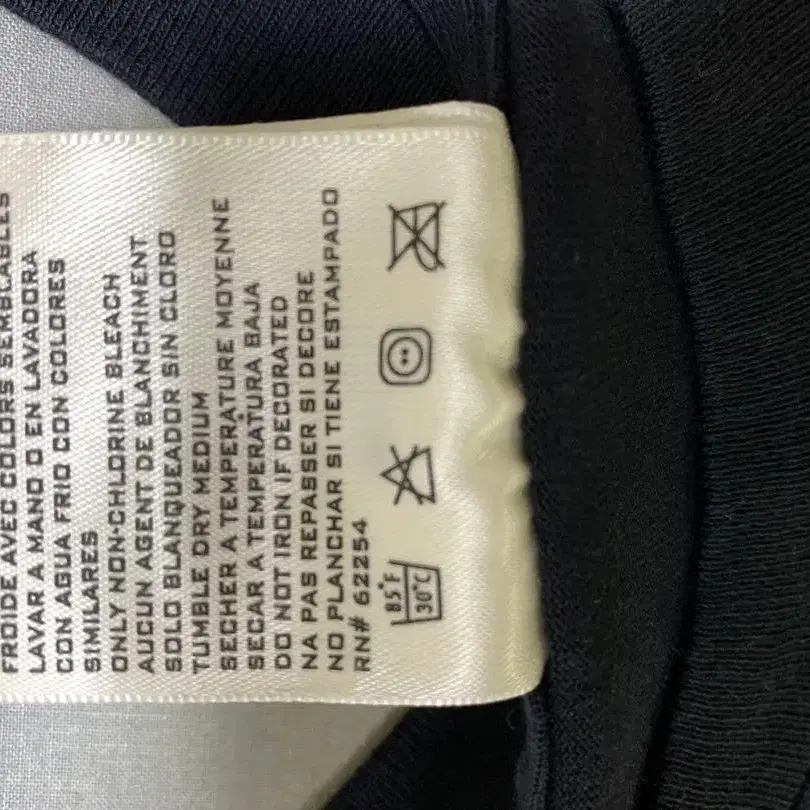 FROIDE AVEC COLORS SEMBLABLES
LAVAR A MANO O EN LAVADORA
CON AGUA FRIO CON COLORES
SIMILARES
ONLY NON-CHLORINE BLEACH
AUCUN AGENT DE BLANCHIMENT
SOLO BLANQUEADOR SIN CLORO
TUMBLE DRY MEDIUM
SECHER A TEMPERATURE MOYENNE
SECAR A TEMPERATURA BAJA
DO NOT IRON IF DECORATED
NA PAS REPASSER SI DECORE
NO PLANCHAR SI TIENE ESTAMPADO
RN# 62254
85°F
30°C